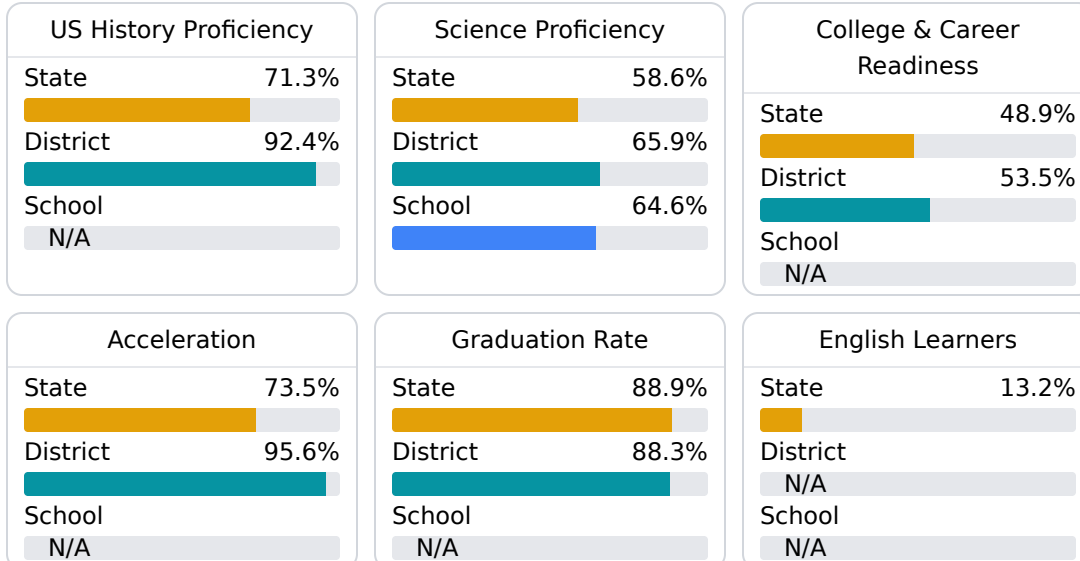 US History Proficiency
State 71.3%
District 92.4%
School
N/A
Science Proficiency
State 58.6%
District 65.9%
School 64.6%
College & Career
Readiness
State 48.9%
District 53.5%
School
N/A
Acceleration
State 73.5%
District 95.6%
School
N/A
Graduation Rate
State 88.9%
District 88.3%
School
N/A
English Learners
State 13.2%
District
N/A
School
N/A